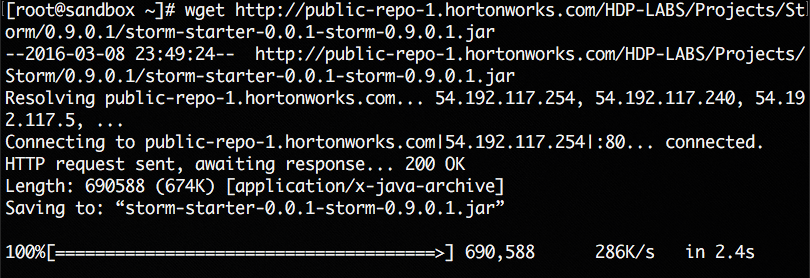 [root@sandbox ~]# wget http://public-repo-1.hortonworks.com/HDP-LABS/Projects/St
orm/0.9.0.1/storm-starter-0.0.1-storm-0.9.0.1.jar
--2016-03-08 23:49:24--  http://public-repo-1.hortonworks.com/HDP-LABS/Projects/
Storm/0.9.0.1/storm-starter-0.0.1-storm-0.9.0.1.jar
Resolving public-repo-1.hortonworks.com... 54.192.117.254, 54.192.117.240, 54.19
2.117.5, ...
Connecting to public-repo-1.hortonworks.com|54.192.117.254|:80... connected.
HTTP request sent, awaiting response... 200 OK
Length: 690588 (674K) [application/x-java-archive]
Saving to: “storm-starter-0.0.1-storm-0.9.0.1.jar”
100%[======================================>] 690,588      286K/s   in 2.4s